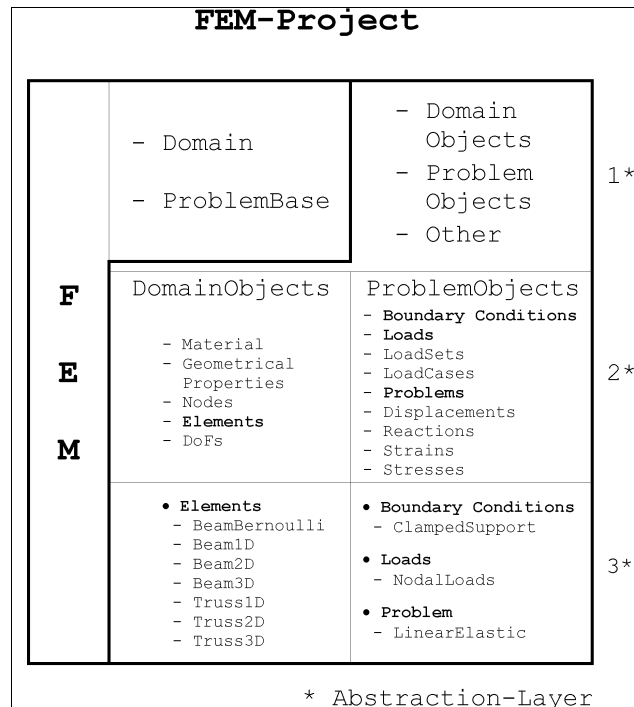 FEM-Project
- Domain
- ProblemBase
- Domain
Objects
- Problem
Objects
- Other
1*
F
E
M
DomainObjects
- Material
- Geometrical
Properties
- Nodes
- Elements
- DoFs
ProblemObjects
- Boundary Conditions
- Loads
- LoadSets
- LoadCases
- Problems
- Displacements
- Reactions
- Strains
- Stresses
2*
• Elements
- BeamBernoulli
- Beam1D
- Beam2D
- Beam3D
- Truss1D
- Truss2D
- Truss3D
• Boundary Conditions
- ClampedSupport
• Loads
- NodalLoads
• Problem
- LinearElastic
3*
* Abstraction-Layer